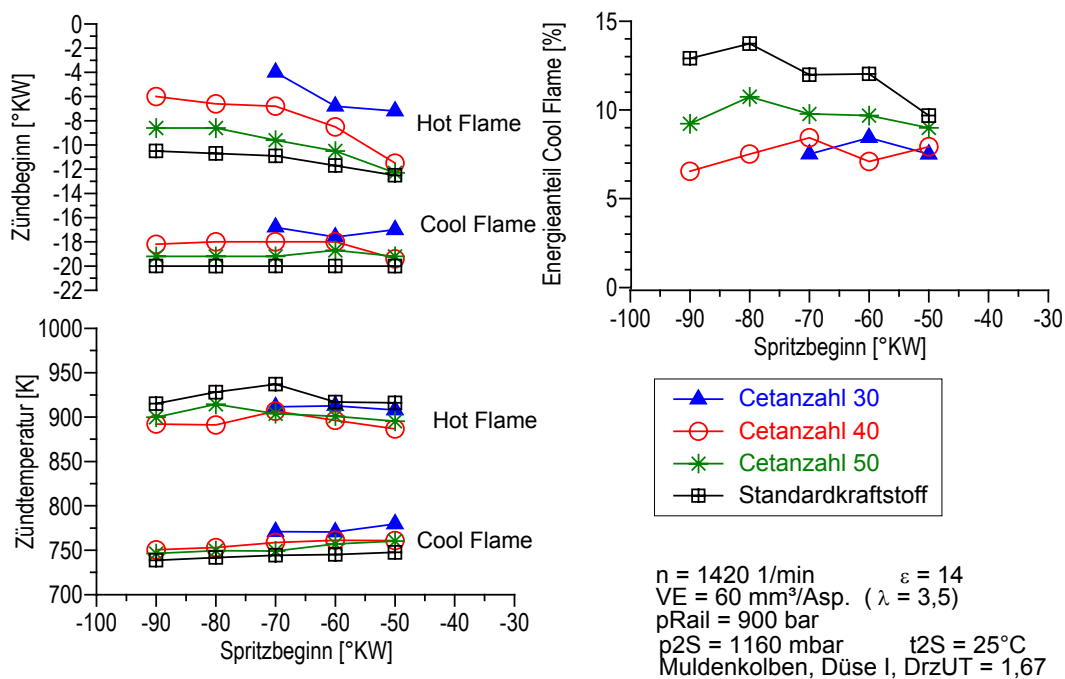 Zündbeginn [°KW]
0
-2
-4
-6
-8
-10
-12
-14
-16
-18
-20
-22
Hot Flame
Cool Flame
Energieanteil Cool Flame [%]
15
10
5
0
-100 -90 -80 -70 -60 -50 -40 -30
Spritzbeginn [°KW]
Zündtemperatur [K]
1000
950
900
850
800
750
700
Hot Flame
Cool Flame
-100 -90 -80 -70 -60 -50 -40 -30
Spritzbeginn [°KW]
Cetanzahl 30
Cetanzahl 40
Cetanzahl 50
Standardkraftstoff
n = 1420 1/min ε = 14
VE = 60 mm³/Asp. ( λ = 3,5)
pRail = 900 bar
p2S = 1160 mbar t2S = 25°C
Muldenkolben, Düse I, DrzUT = 1,67